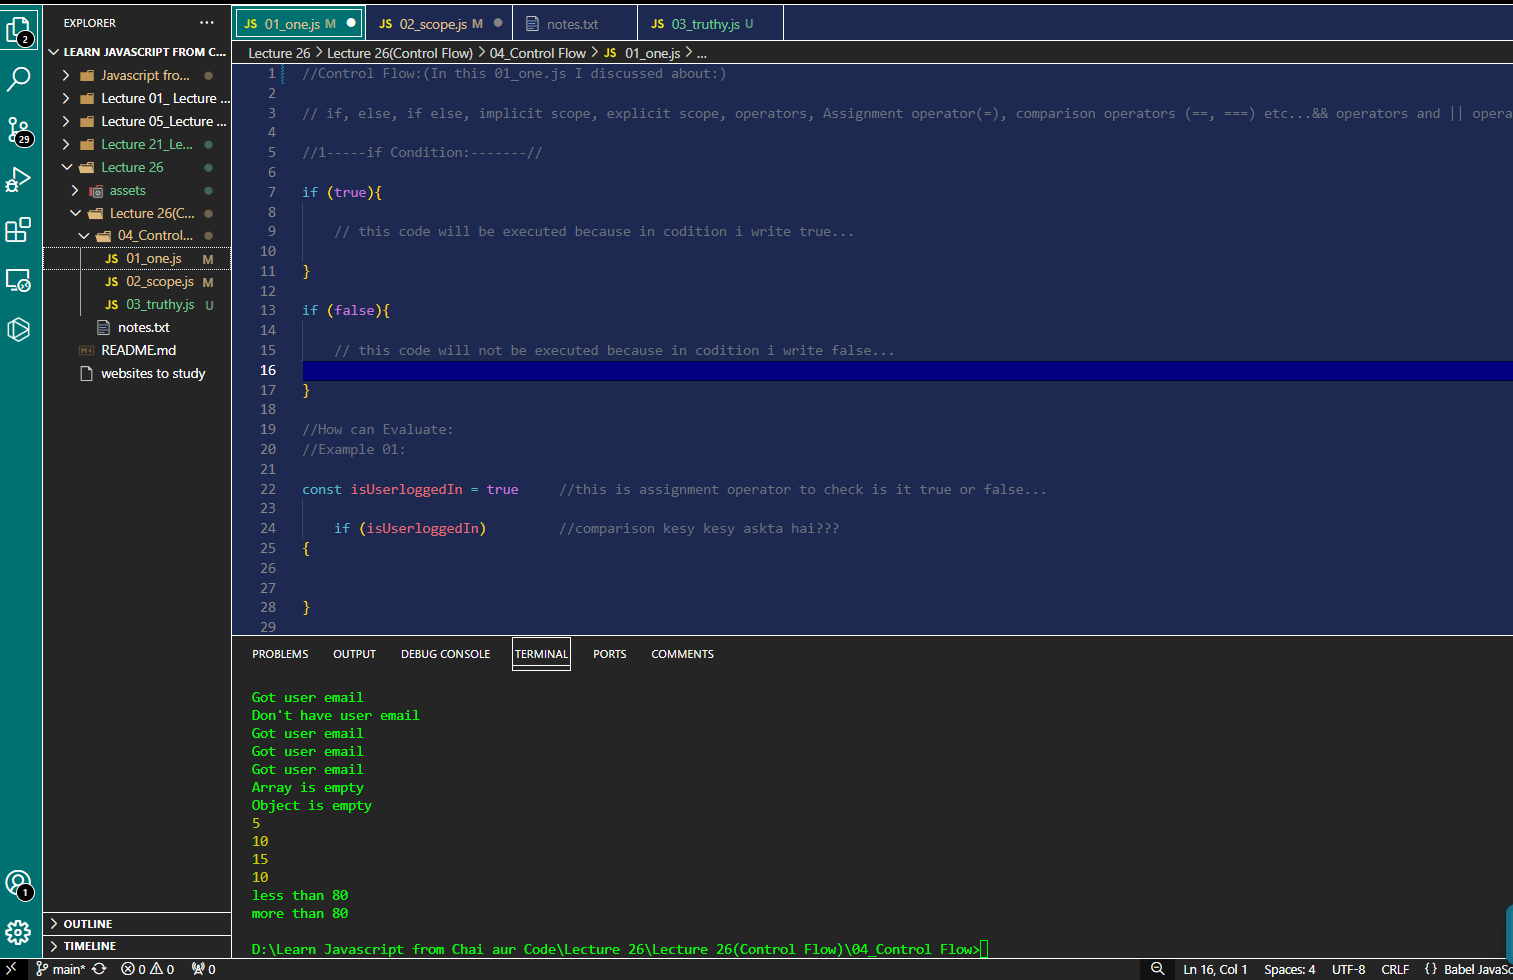 EXPLORER
···
JS 01_one.js M
JS 02_scope.js M
notes.txt
JS 03_truthy.js U
2
LEARN JAVASCRIPT FROM C...
Javascript fro...
Lecture 01_ Lecture ...
Lecture 05_Lecture ...
29
Lecture 21_Le...
Lecture 26
assets
Lecture 26(C...
04_Control...
JS 01_one.js M
JS 02_scope.js M
JS 03_truthy.js U
notes.txt
README.md
websites to study
OUTLINE
TIMELINE
1
Lecture 26 > Lecture 26(Control Flow) > 04_Control Flow > JS 01_one.js > ...
1 //Control Flow:(In this 01_one.js I discussed about:)
2
3 // if, else, if else, implicit scope, explicit scope, operators, Assignment operator(=), comparison operators (==, ===) etc...&& operators and || opera
4
5 //1-----if Condition:-------//
6
7 if (true){
8
9 // this code will be executed because in codition i write true...
10
11 }
12
13 if (false){
14
15 // this code will not be executed because in codition i write false...
16
17 }
18
19 //How can Evaluate:
20 //Example 01:
21
22 const isUserloggedIn = true //this is assignment operator to check is it true or false...
23
24 if (isUserloggedIn) //comparison kesy kesy askta hai???
25 {
26
27
28 }
29
PROBLEMS OUTPUT DEBUG CONSOLE TERMINAL PORTS COMMENTS
Got user email
Don't have user email
Got user email
Got user email
Got user email
Array is empty
Object is empty
5
10
15
10
less than 80
more than 80
D:\Learn Javascript from Chai aur Code\Lecture 26\Lecture 26(Control Flow)\04_Control Flow>
main* 0 0 0 Ln 16, Col 1 Spaces: 4 UTF-8 CRLF {} Babel JavaSc